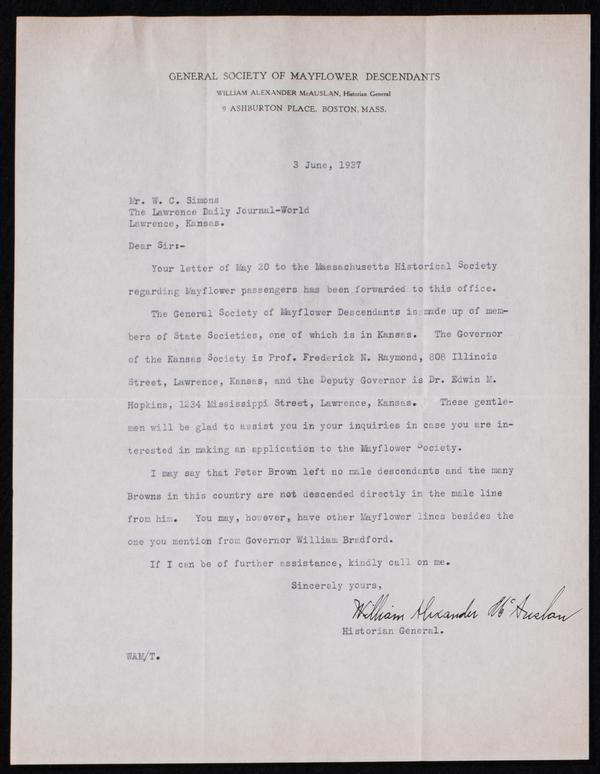 GENERAL SOCIETY OF MAYFLOWER DESCENDANTS
WILLIAM ALEXANDER McAUSLAN, Historian General
9 ASHBURTON PLACE, BOSTON, MASS.
3 June, 1937
Mr. W. C. Simons
The Lawrence Daily Journal-World
Lawrence, Kansas.
Dear Sir:-
Your letter of May 20 to the Massachusetts Historical Society
regarding Mayflower passengers has been forwarded to this office.
The General Society of Mayflower Descendants is made up of mem-
bers of State Societies, one of which is in Kansas. The Governor
of the Kansas Society is Prof. Frederick N. Raymond, 808 Illinois
Street, Lawrence, Kansas, and the Deputy Governor is Dr. Edwin M.
Hopkins, 1234 Mississippi Street, Lawrence, Kansas. These gentle-
men will be glad to assist you in your inquiries in case you are in-
terested in making an application to the Mayflower Society.
I may say that Peter Brown left no male descendants and the many
Browns in this country are not descended directly in the male line
from him. You may, however, have other Mayflower lines besides the
one you mention from Governor William Bradford.
If I can be of further assistance, kindly call on me.
Sincerely yours,
William Alexander McAuslan
Historian General.
WAM/T.